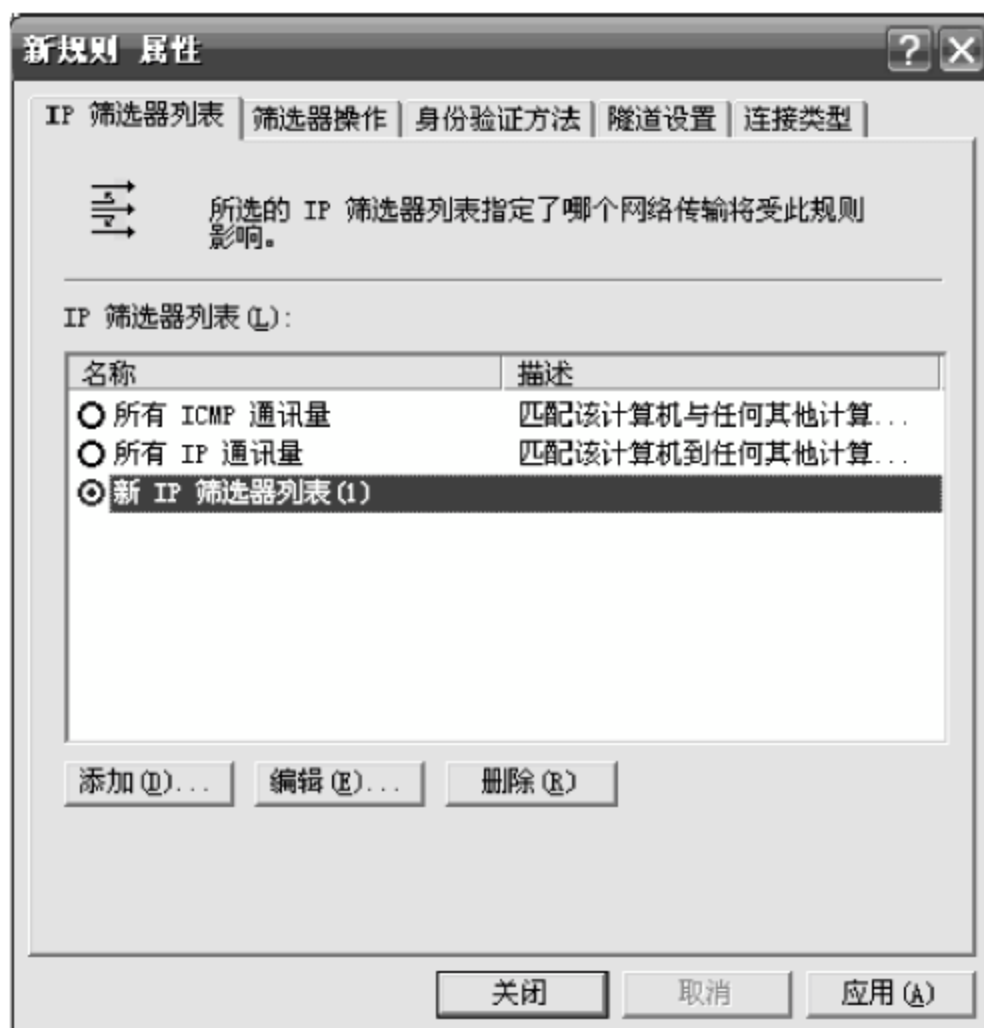 新规则 属性
IP 筛选器列表 筛选器操作 身份验证方法 隧道设置 连接类型
所选的 IP 筛选器列表指定了哪个网络传输将受此规则
影响。
IP 筛选器列表(L):
名称 描述
所有 ICMP 通讯量 匹配该计算机与任何其他计算...
所有 IP 通讯量 匹配该计算机到任何其他计算...
新 IP 筛选器列表(1)
添加(D)... 编辑(E)... 删除(R)
关闭 取消 应用(A)